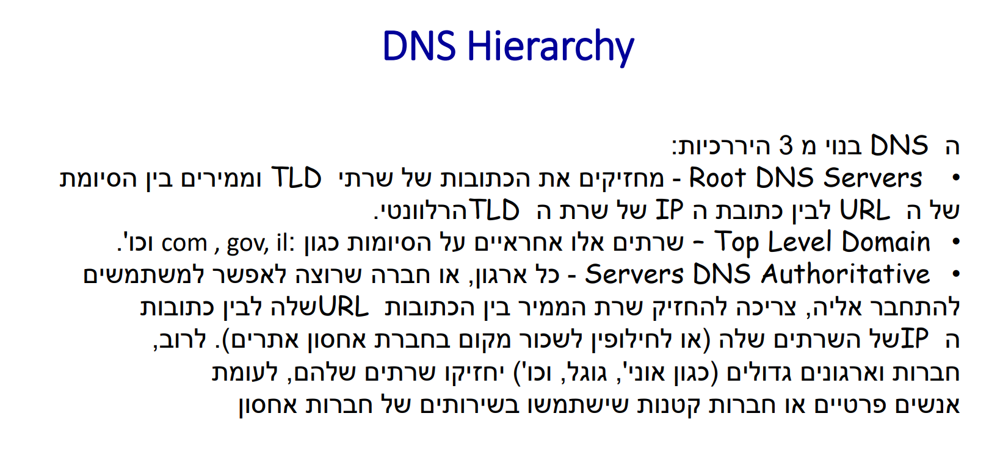 DNS Hierarchy
ה DNS בנוי מ 3 היררכיות:
• Root DNS Servers - מחזיקים את הכתובות של שרתי TLD וממירים בין הסיומת
של ה URL לבין כתובת ה IP של שרת ה TLDהרלוונטי.
• Top Level Domain – שרתים אלו אחראיים על הסיומות כגון: com , gov, il וכו'.
• Servers DNS Authoritative - כל ארגון, או חברה שרוצה לאפשר למשתמשים
להתחבר אליה, צריכה להחזיק שרת הממיר בין הכתובות URLשלה לבין כתובות
ה IPשל השרתים שלה (או לחילופין לשכור מקום בחברת אחסון אתרים). לרוב,
חברות וארגונים גדולים (כגון אוני', גוגל, וכו') יחזיקו שרתים שלהם, לעומת
אנשים פרטיים או חברות קטנות שישתמשו בשירותים של חברות אחסון